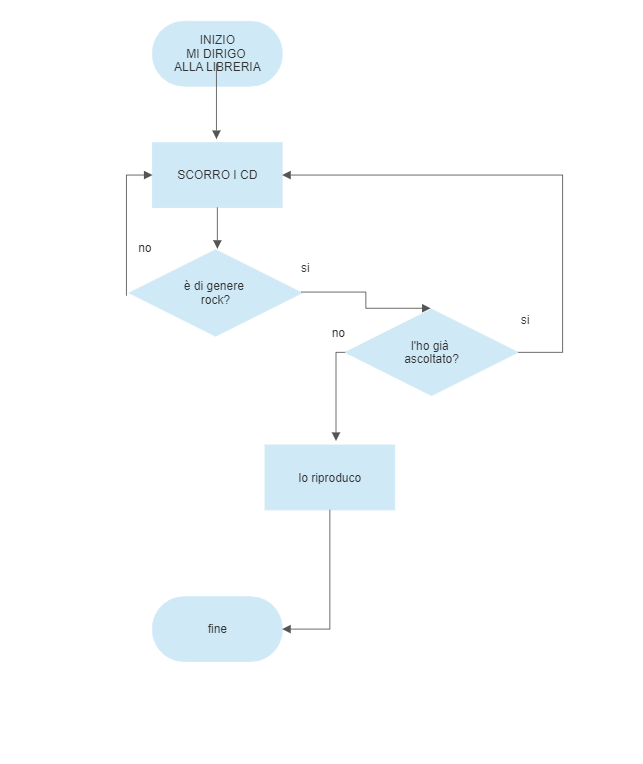 INIZIO
MI DIRIGO
ALLA LIBRERIA
SCORRO I CD
no
è di genere
rock?
si
no
l'ho già
ascoltato?
si
lo riproduco
fine